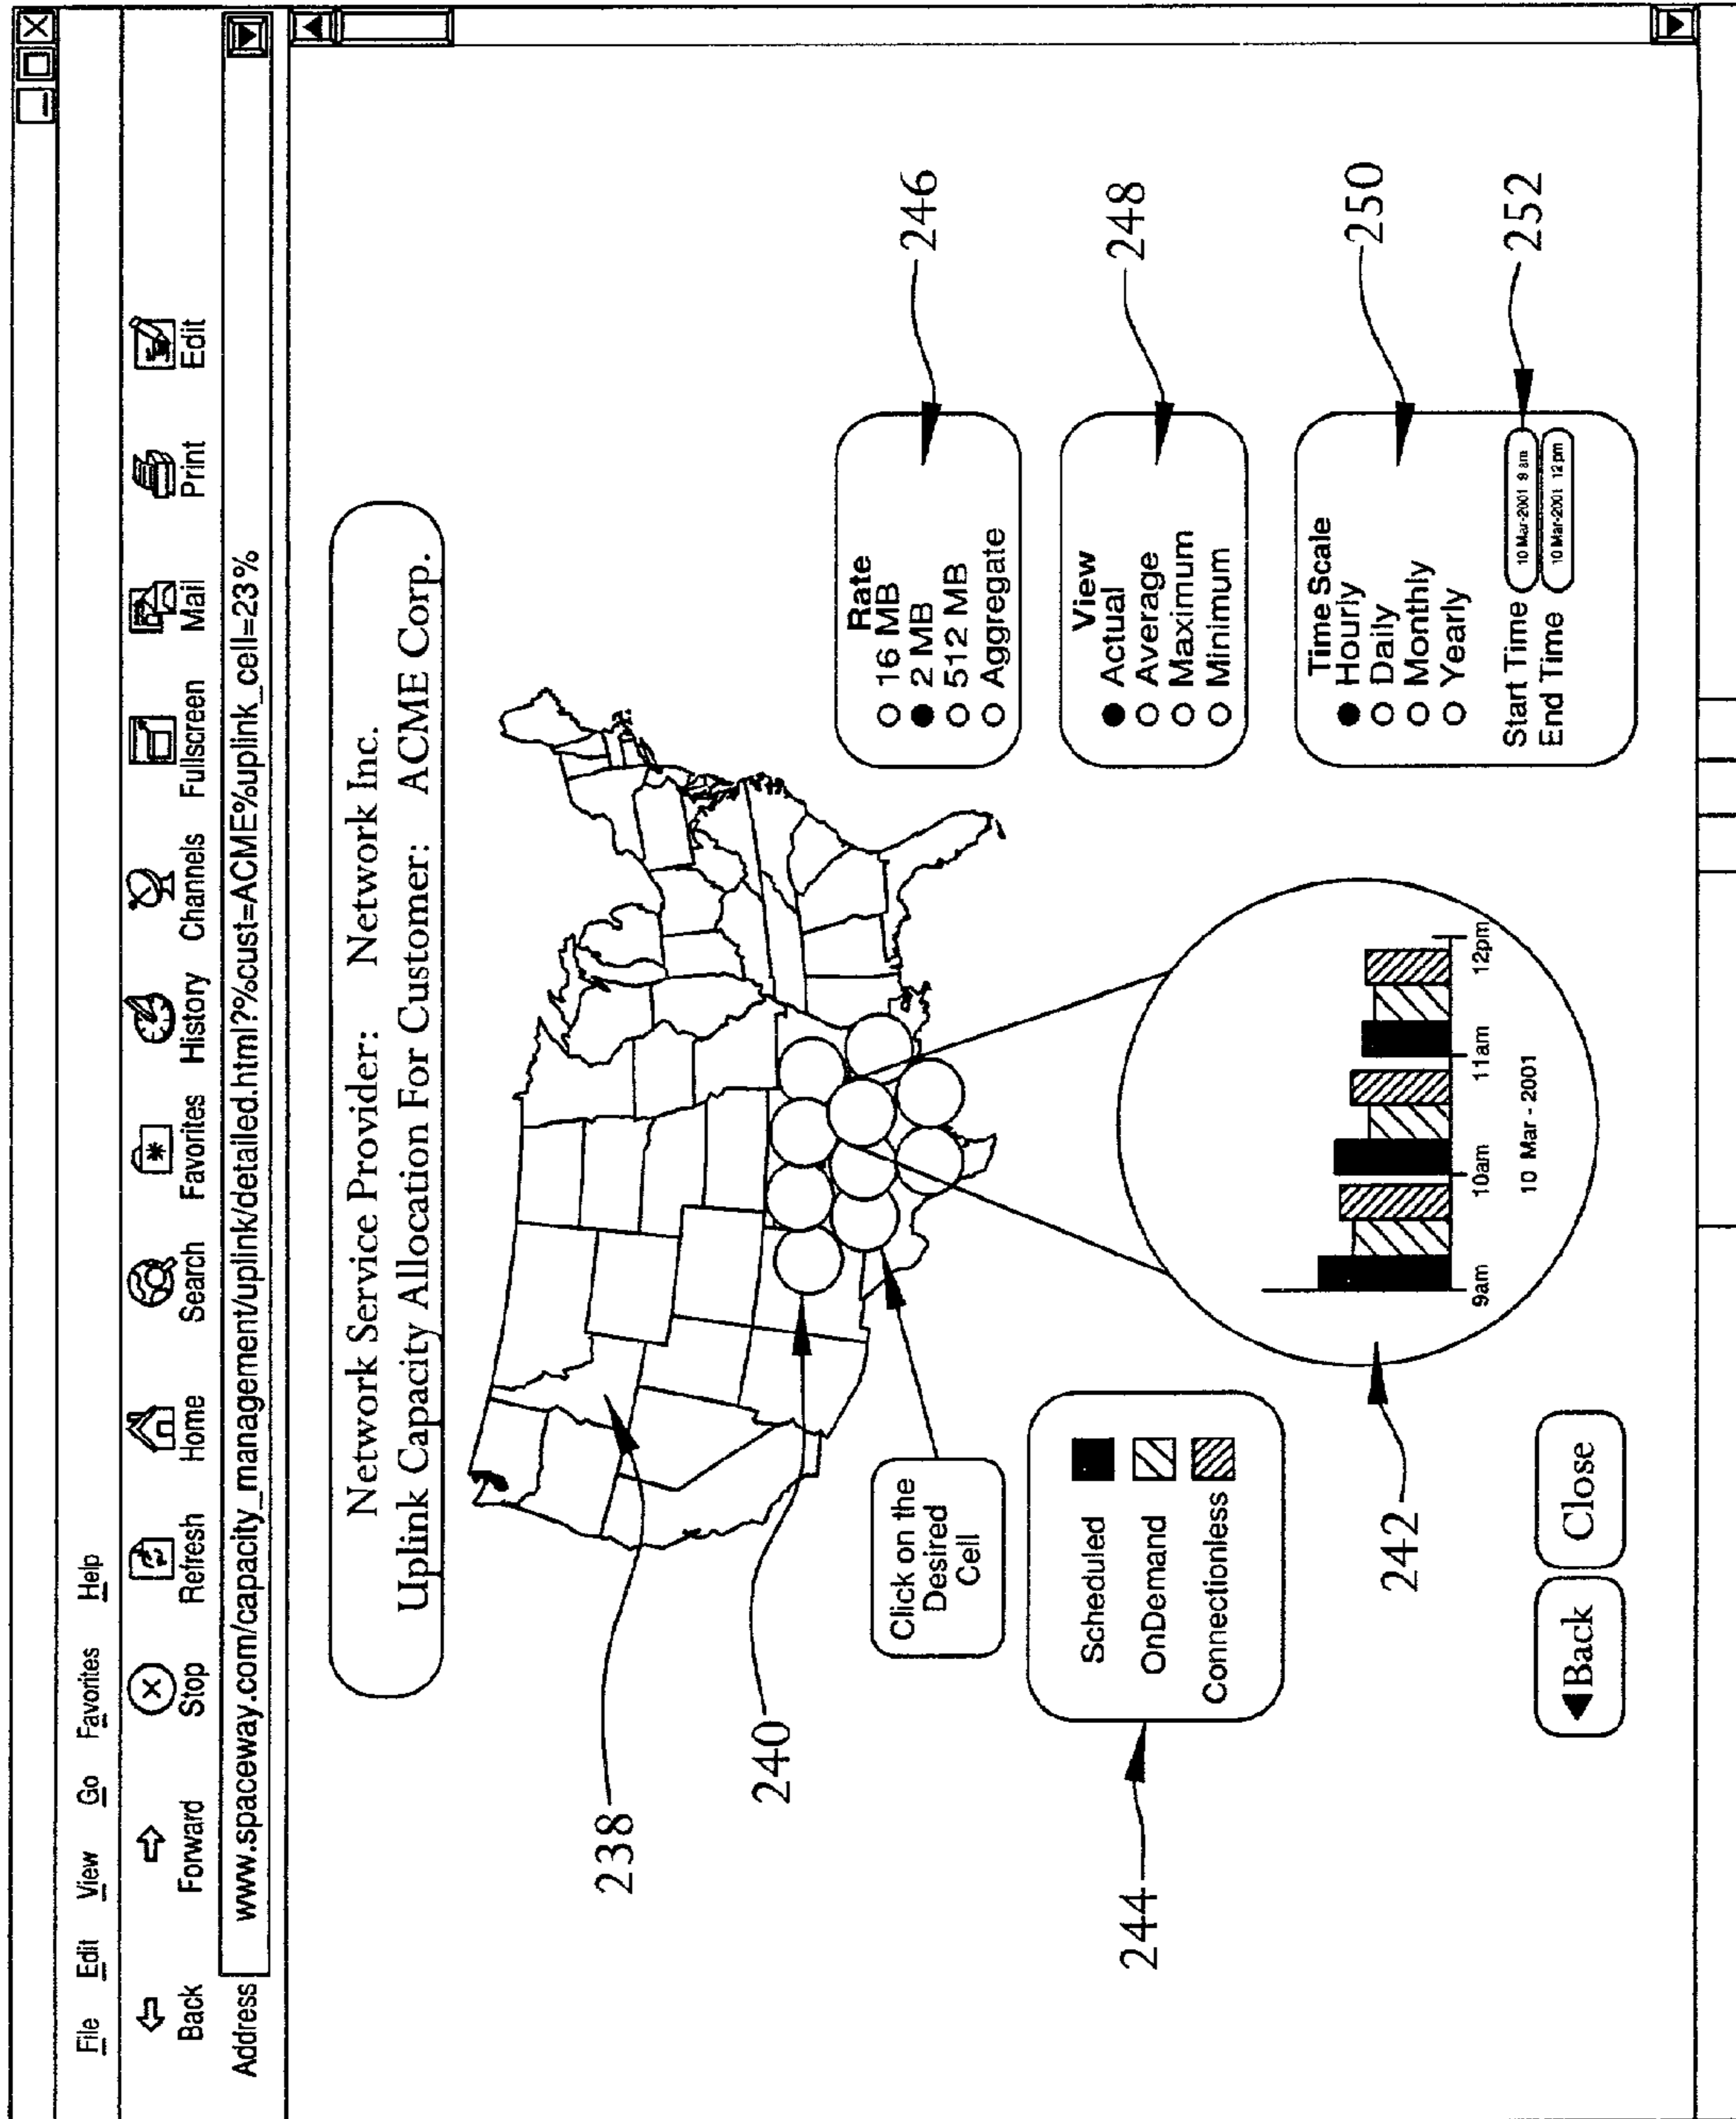 File Edit View Go Favorites Help
Back Forward Stop Refresh Home Search Favorites History Channels Fullscreen Mail Print Edit
Address www.spaceway.com/capacity_management/uplink/detailed.html?%cust=ACME%uplink_cell=23%
Network Service Provider: Network Inc.
Uplink Capacity Allocation For Customer: ACME Corp.
238
240
Click on the
Desired
Cell
244
Scheduled
OnDemand
Connectionless
242
9am 10am 11am 12pm
10 Mar - 2001
Rate
16 MB
2 MB
512 MB
Aggregate
246
View
Actual
Average
Maximum
Minimum
248
Time Scale
Hourly
Daily
Monthly
Yearly
250
Start Time 10 Mar-2001 9 am
End Time 10 Mar-2001 12 pm
252
Back Close